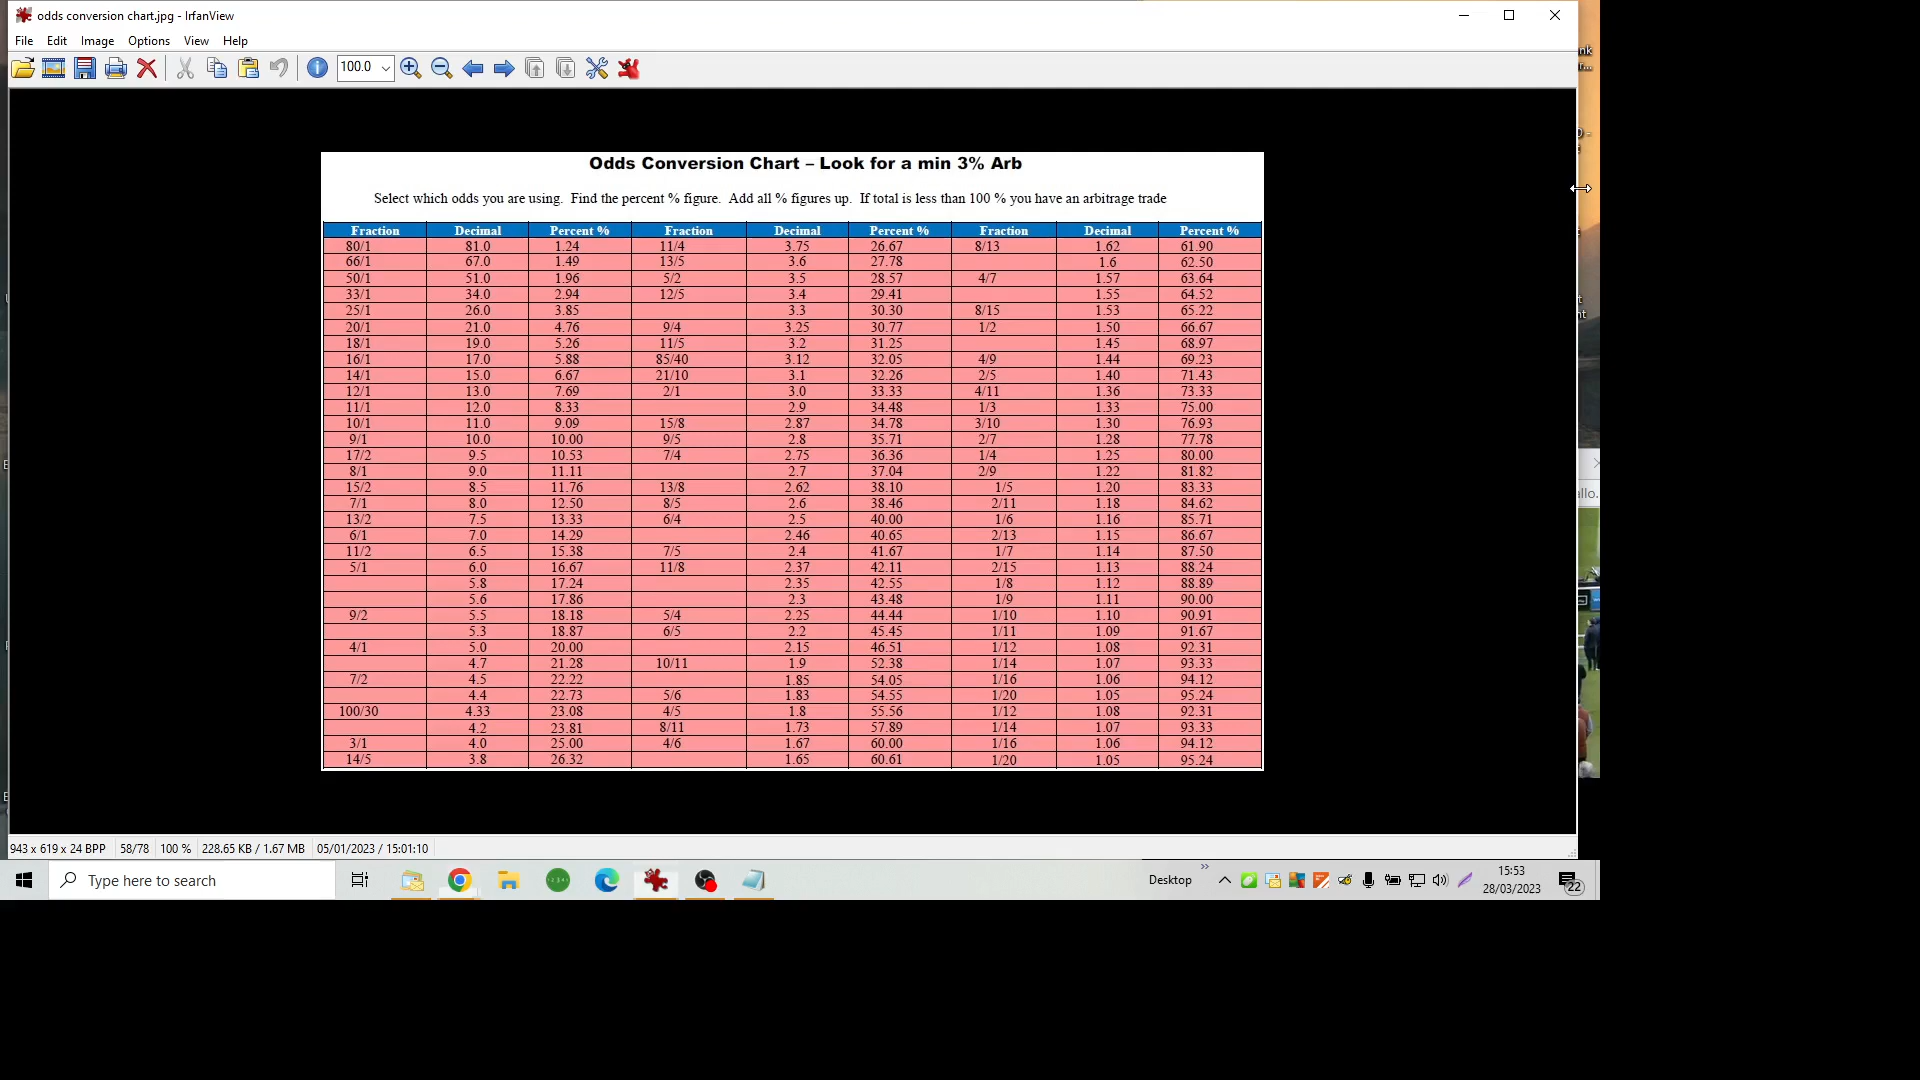 odds conversion chart.jpg - IrfanView
File Edit Image Options View Help
100.0
Odds Conversion Chart – Look for a min 3% Arb
Select which odds you are using. Find the percent % figure. Add all % figures up. If total is less than 100 % you have an arbitrage trade
Fraction Decimal Percent % Fraction Decimal Percent % Fraction Decimal Percent %
80/1 81.0 1.24 11/4 3.75 26.67 8/13 1.62 61.90
66/1 67.0 1.49 13/5 3.6 27.78 1.6 62.50
50/1 51.0 1.96 5/2 3.5 28.57 4/7 1.57 63.64
33/1 34.0 2.94 12/5 3.4 29.41 1.55 64.52
25/1 26.0 3.85 3.3 30.30 8/15 1.53 65.22
20/1 21.0 4.76 9/4 3.25 30.77 1/2 1.50 66.67
18/1 19.0 5.26 11/5 3.2 31.25 1.45 68.97
16/1 17.0 5.88 85/40 3.12 32.05 4/9 1.44 69.23
14/1 15.0 6.67 21/10 3.1 32.26 2/5 1.40 71.43
12/1 13.0 7.69 2/1 3.0 33.33 4/11 1.36 73.33
11/1 12.0 8.33 2.9 34.48 1/3 1.33 75.00
10/1 11.0 9.09 15/8 2.87 34.78 3/10 1.30 76.93
9/1 10.0 10.00 9/5 2.8 35.71 2/7 1.28 77.78
17/2 9.5 10.53 7/4 2.75 36.36 1/4 1.25 80.00
8/1 9.0 11.11 2.7 37.04 2/9 1.22 81.82
15/2 8.5 11.76 13/8 2.62 38.10 1/5 1.20 83.33
7/1 8.0 12.50 8/5 2.6 38.46 2/11 1.18 84.62
13/2 7.5 13.33 6/4 2.5 40.00 1/6 1.16 85.71
6/1 7.0 14.29 2.46 40.65 2/13 1.15 86.67
11/2 6.5 15.38 7/5 2.4 41.67 1/7 1.14 87.50
5/1 6.0 16.67 11/8 2.37 42.11 2/15 1.13 88.24
5.8 17.24 2.35 42.55 1/8 1.12 88.89
5.6 17.86 2.3 43.48 1/9 1.11 90.00
9/2 5.5 18.18 5/4 2.25 44.44 1/10 1.10 90.91
5.3 18.87 6/5 2.2 45.45 1/11 1.09 91.67
4/1 5.0 20.00 2.15 46.51 1/12 1.08 92.31
4.7 21.28 10/11 1.9 52.38 1/14 1.07 93.33
7/2 4.5 22.22 1.85 54.05 1/16 1.06 94.12
4.4 22.73 5/6 1.83 54.55 1/20 1.05 95.24
100/30 4.33 23.08 4/5 1.8 55.56 1/12 1.08 92.31
4.2 23.81 8/11 1.73 57.89 1/14 1.07 93.33
3/1 4.0 25.00 4/6 1.67 60.00 1/16 1.06 94.12
14/5 3.8 26.32 1.65 60.61 1/20 1.05 95.24
943 x 619 x 24 BPP 58/78 100 % 228.65 KB / 1.67 MB 05/01/2023 / 15:01:10
Type here to search
Desktop
15:53
28/03/2023
22